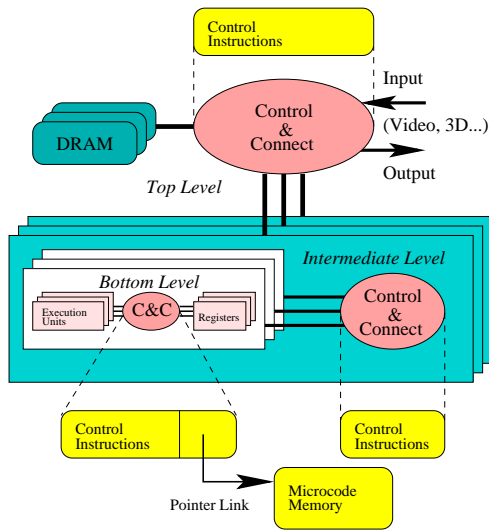 Control
Instructions
Input
Control
&
Connect
(Video, 3D...)
DRAM
Output
Top Level
Intermediate Level
Bottom Level
Execution
Units
C&C
Registers
Control
& Connect
Control
Instructions
Control
Instructions
Pointer Link
Microcode
Memory